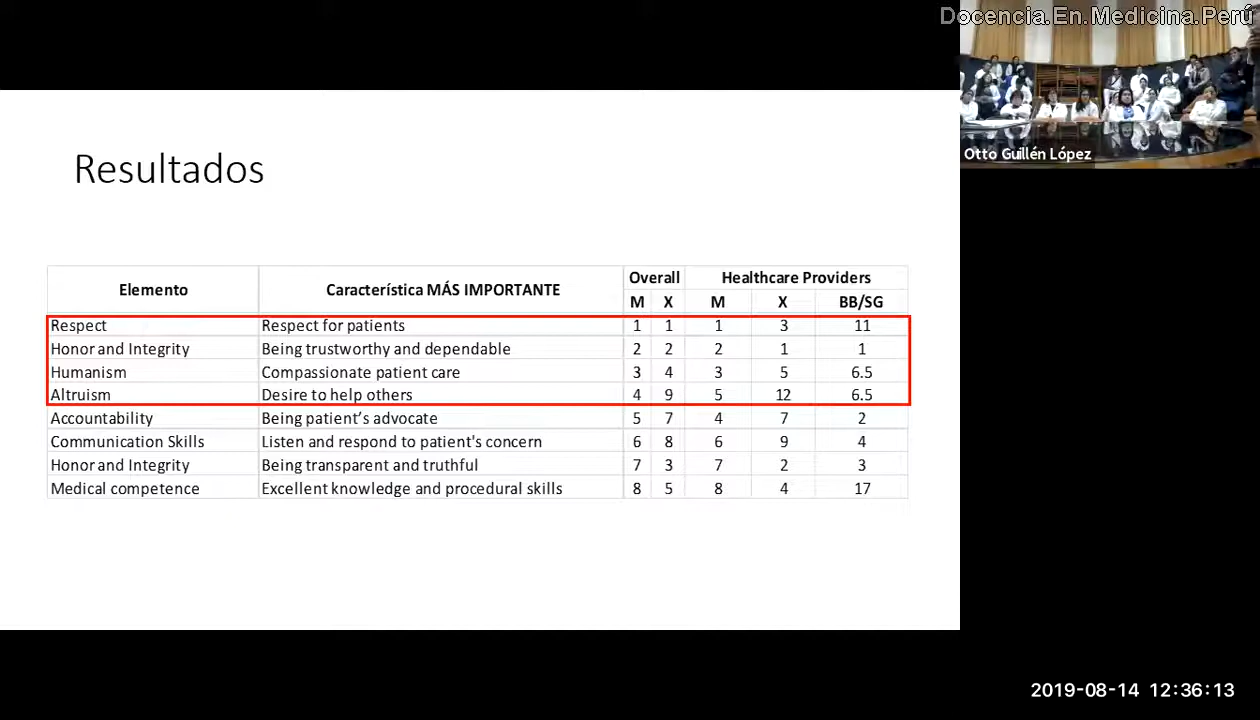 Docencia.En.Medicina.Perú
Otto Guillén López
Resultados
Elemento Característica MÁS IMPORTANTE Overall Healthcare Providers
M X M X BB/SG
Respect Respect for patients 1 1 1 3 11
Honor and Integrity Being trustworthy and dependable 2 2 2 1 1
Humanism Compassionate patient care 3 4 3 5 6.5
Altruism Desire to help others 4 9 5 12 6.5
Accountability Being patient's advocate 5 7 4 7 2
Communication Skills Listen and respond to patient's concern 6 8 6 9 4
Honor and Integrity Being transparent and truthful 7 3 7 2 3
Medical competence Excellent knowledge and procedural skills 8 5 8 4 17
2019-08-14 12:36:13